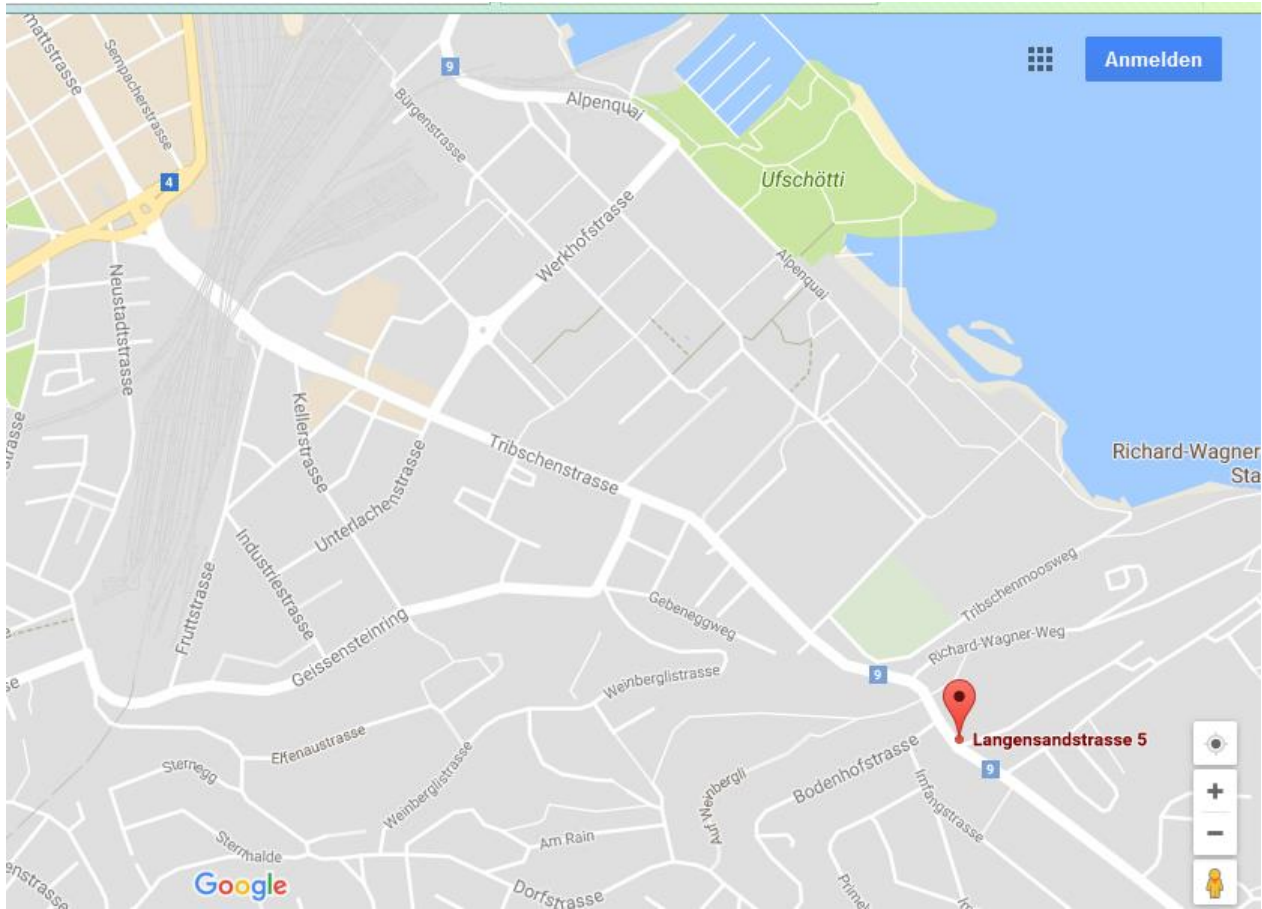 Sempacherstrasse
9
Anmelden
Alpenquai
Bürgenstrasse
4
Ufschötti
Werkhofstrasse
Alpenquai
Neustadtstrasse
Kellerstrasse
Tribschenstrasse
Richard-Wagner
Sta
Unterlachenstrasse
Industriestrasse
Fruttstrasse
Tribschenmoosweg
Gebeneggweg
Geissensteinring
Richard-Wagner-Weg
9
Weinberglistrasse
Langensandstrasse 5
Bodenhofstrasse
9
Effenaustrasse
Sternegg
Weinberglistrasse
Auf Weinbergli
Imfangstrasse
Am Rain
Sternhalde
Google
Dorfstrasse